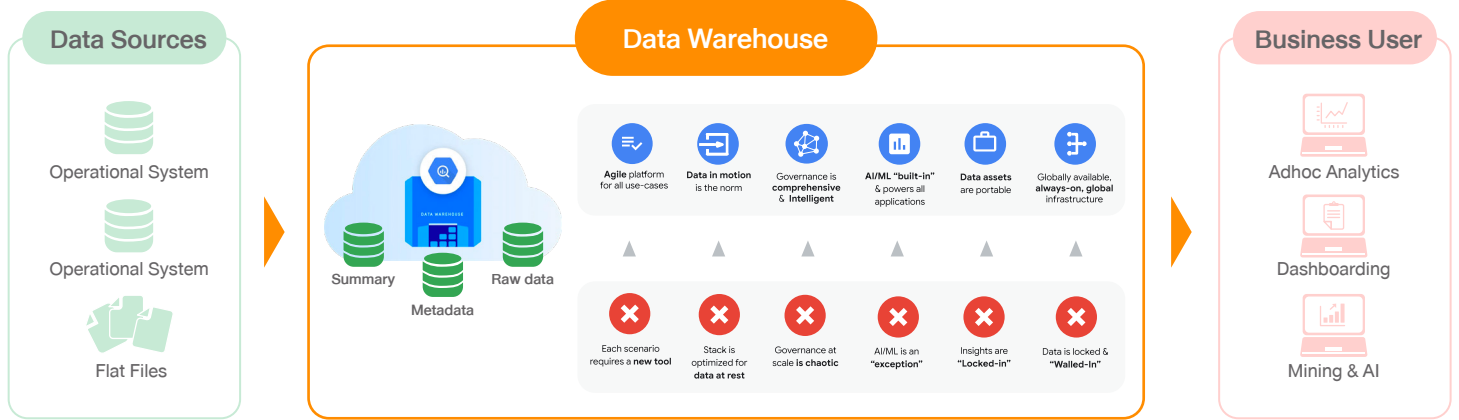 Data Sources
Operational System
Operational System
Flat Files
Data Warehouse
DATA WAREHOUSE
Summary
Metadata
Raw data
Agile platform
for all use-cases
Data in motion
is the norm
Governance is
comprehensive
& Intelligent
AI/ML “built-in”
& powers all
applications
Data assets
are portable
Globally available,
always-on, global
infrastructure
Each scenario
requires a new tool
Stack is
optimized for
data at rest
Governance at
scale is chaotic
AI/ML is an
“exception”
Insights are
“Locked-in”
Data is locked &
“Walled-In”
Business User
Adhoc Analytics
Dashboarding
Mining & AI